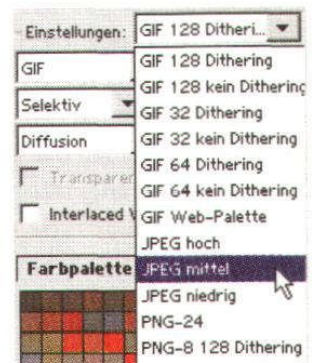 Einstellungen: GIF 128 Ditheri...
GIF
Selektiv
Diffusion
Transparen
Interlaced
Farbpalette
GIF 128 Dithering
GIF 128 kein Dithering
GIF 32 Dithering
GIF 32 kein Dithering
GIF 64 Dithering
GIF 64 kein Dithering
GIF Web-Palette
JPEG hoch
JPEG mittel
JPEG niedrig
PNG-24
PNG-8 128 Dithering